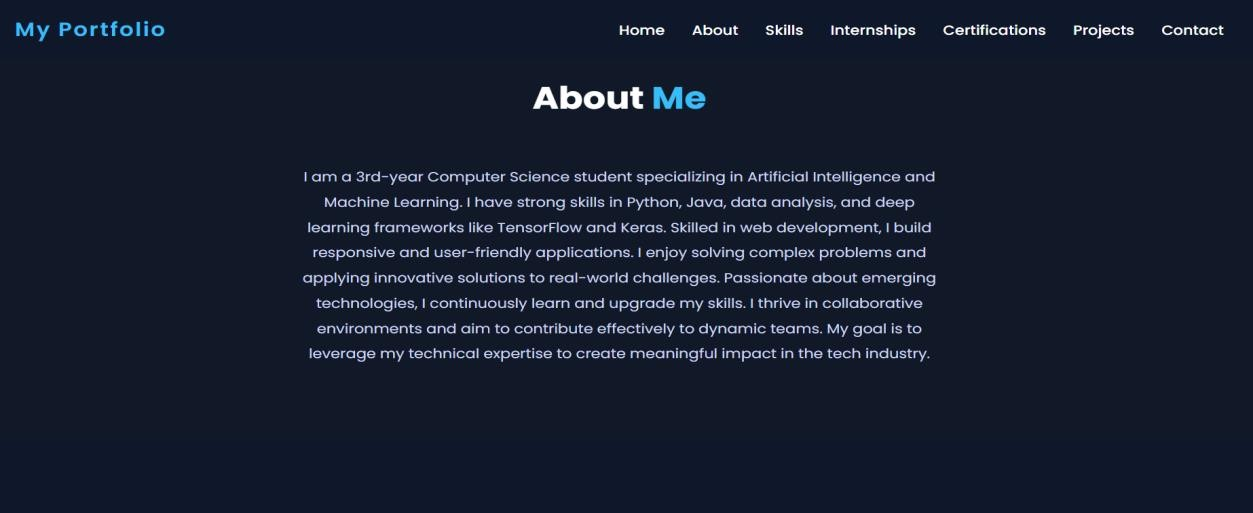 My Portfolio
Home About Skills Internships Certifications Projects Contact
About Me
I am a 3rd-year Computer Science student specializing in Artificial Intelligence and
Machine Learning. I have strong skills in Python, Java, data analysis, and deep
learning frameworks like TensorFlow and Keras. Skilled in web development, I build
responsive and user-friendly applications. I enjoy solving complex problems and
applying innovative solutions to real-world challenges. Passionate about emerging
technologies, I continuously learn and upgrade my skills. I thrive in collaborative
environments and aim to contribute effectively to dynamic teams. My goal is to
leverage my technical expertise to create meaningful impact in the tech industry.